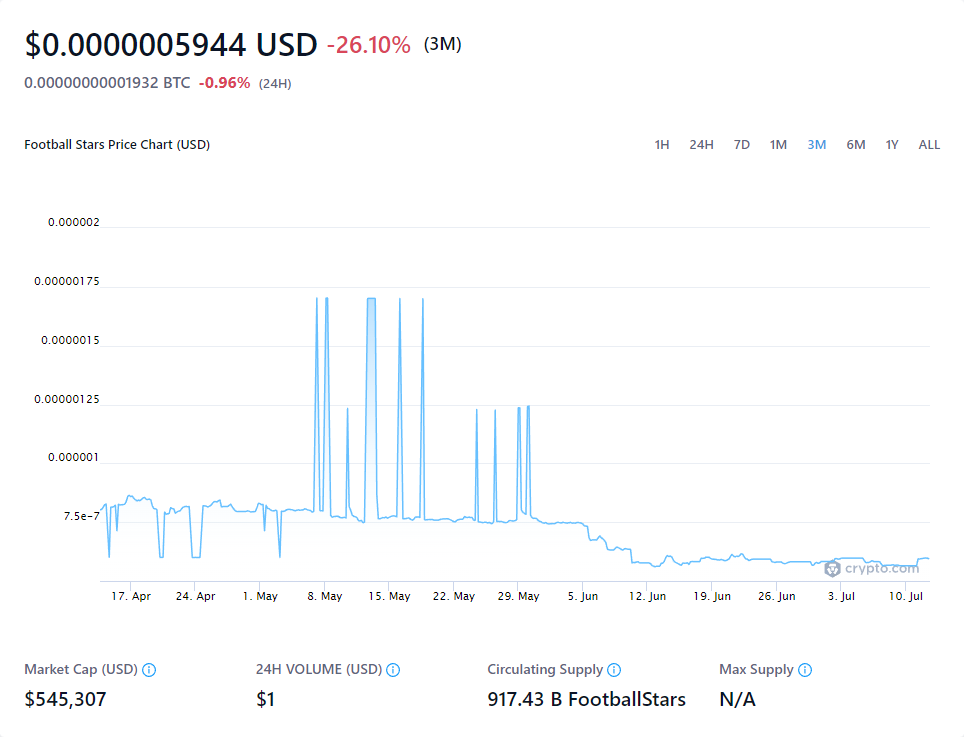 $0.0000005944 USD -26.10% (3M)
0.00000000001932 BTC -0.96% (24H)
Football Stars Price Chart (USD)
1H 24H 7D 1M 3M 6M 1Y ALL
0.000002
0.00000175
0.0000015
0.00000125
0.000001
7.5e-7
crypto.com
17. Apr 24. Apr 1. May 8. May 15. May 22. May 29. May 5. Jun 12. Jun 19. Jun 26. Jun 3. Jul 10. Jul
Market Cap (USD) 24H VOLUME (USD) Circulating Supply Max Supply
$545,307 $1 917.43 B FootballStars N/A